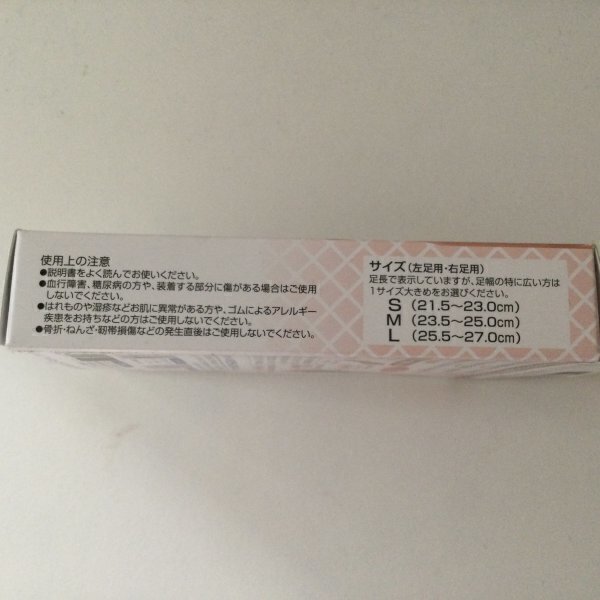 使用上の注意
●説明書をよく読んでお使いください。
●血行障害、糖尿病の方や、装着する部分に傷がある場合はご使用
しないでください。
●はれものや湿疹などお肌に異常がある方や、ゴムによるアレルギー
疾患をお持ちなどの方はご使用しないでください。
●骨折・ねんざ・靭帯損傷などの発生直後はご使用しないでください。
サイズ(左足用・右足用)
足長で表示していますが、足幅の特に広い方は
1サイズ大きめをお選びください。
S (21.5~23.0cm)
M (23.5~25.0cm)
L (25.5~27.0cm)